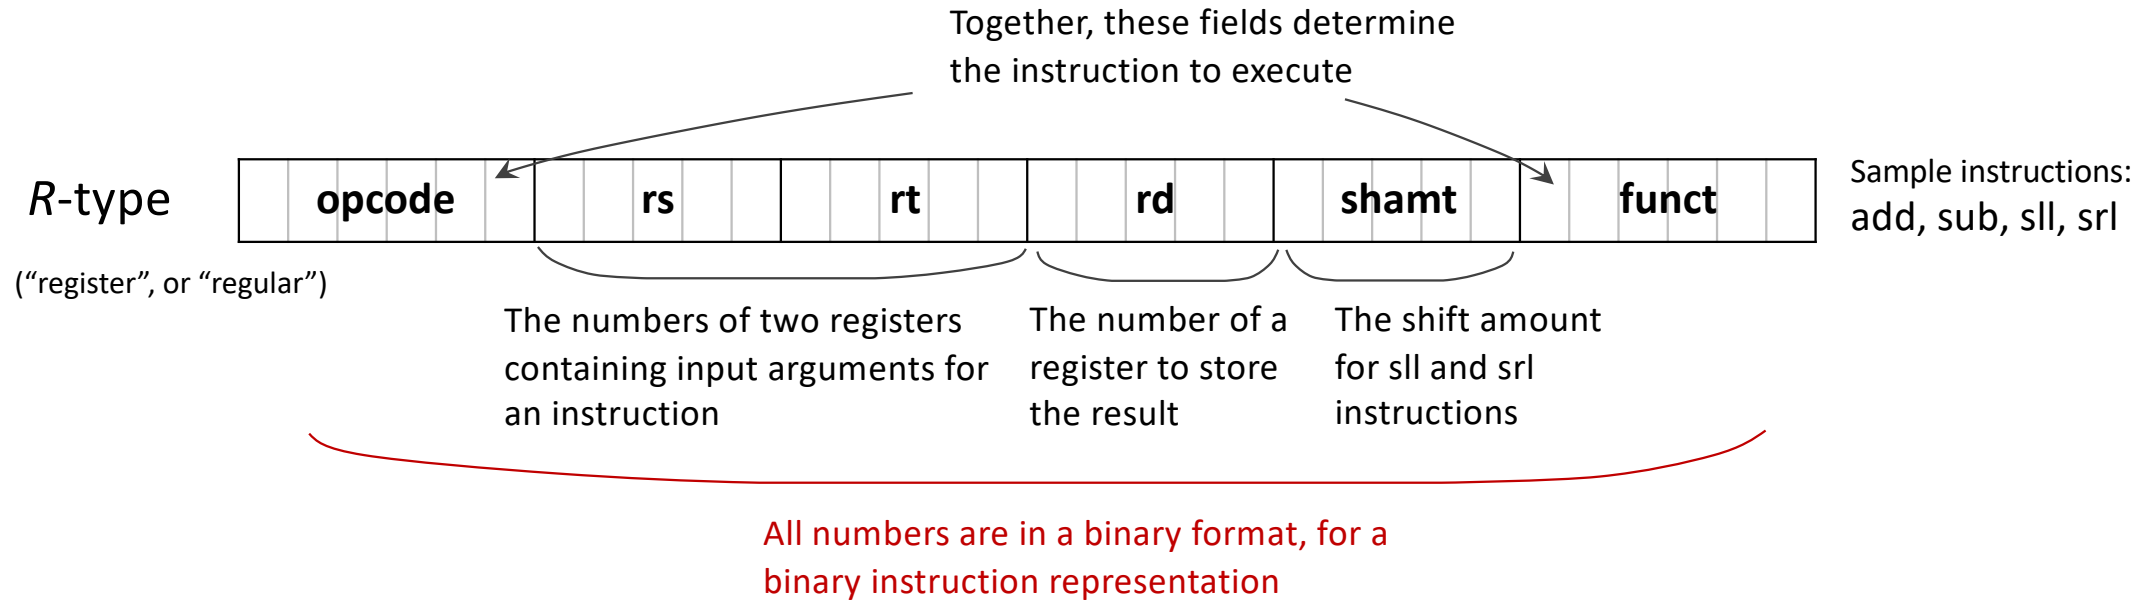 Together, these fields determine
the instruction to execute
R-type
opcode
rs
rt
rd
shamt
funct
Sample instructions:
add, sub, sll, srl
(“register”, or “regular”)
The numbers of two registers
containing input arguments for
an instruction
The number of a
register to store
the result
The shift amount
for sll and srl
instructions
All numbers are in a binary format, for a
binary instruction representation